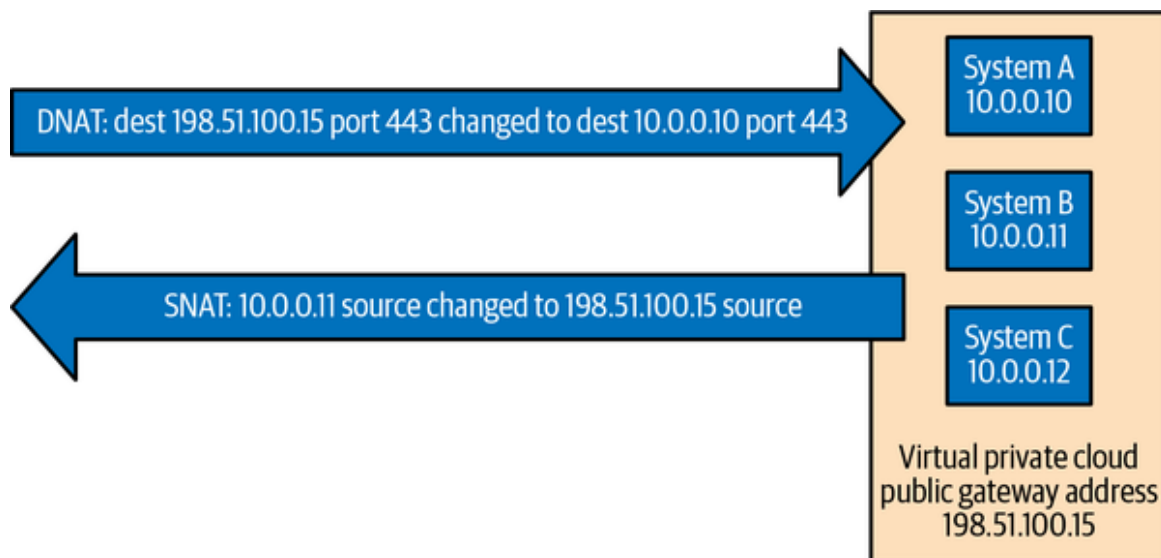 DNAT: dest 198.51.100.15 port 443 changed to dest 10.0.0.10 port 443
SNAT: 10.0.0.11 source changed to 198.51.100.15 source
System A
10.0.0.10
System B
10.0.0.11
System C
10.0.0.12
Virtual private cloud
public gateway address
198.51.100.15